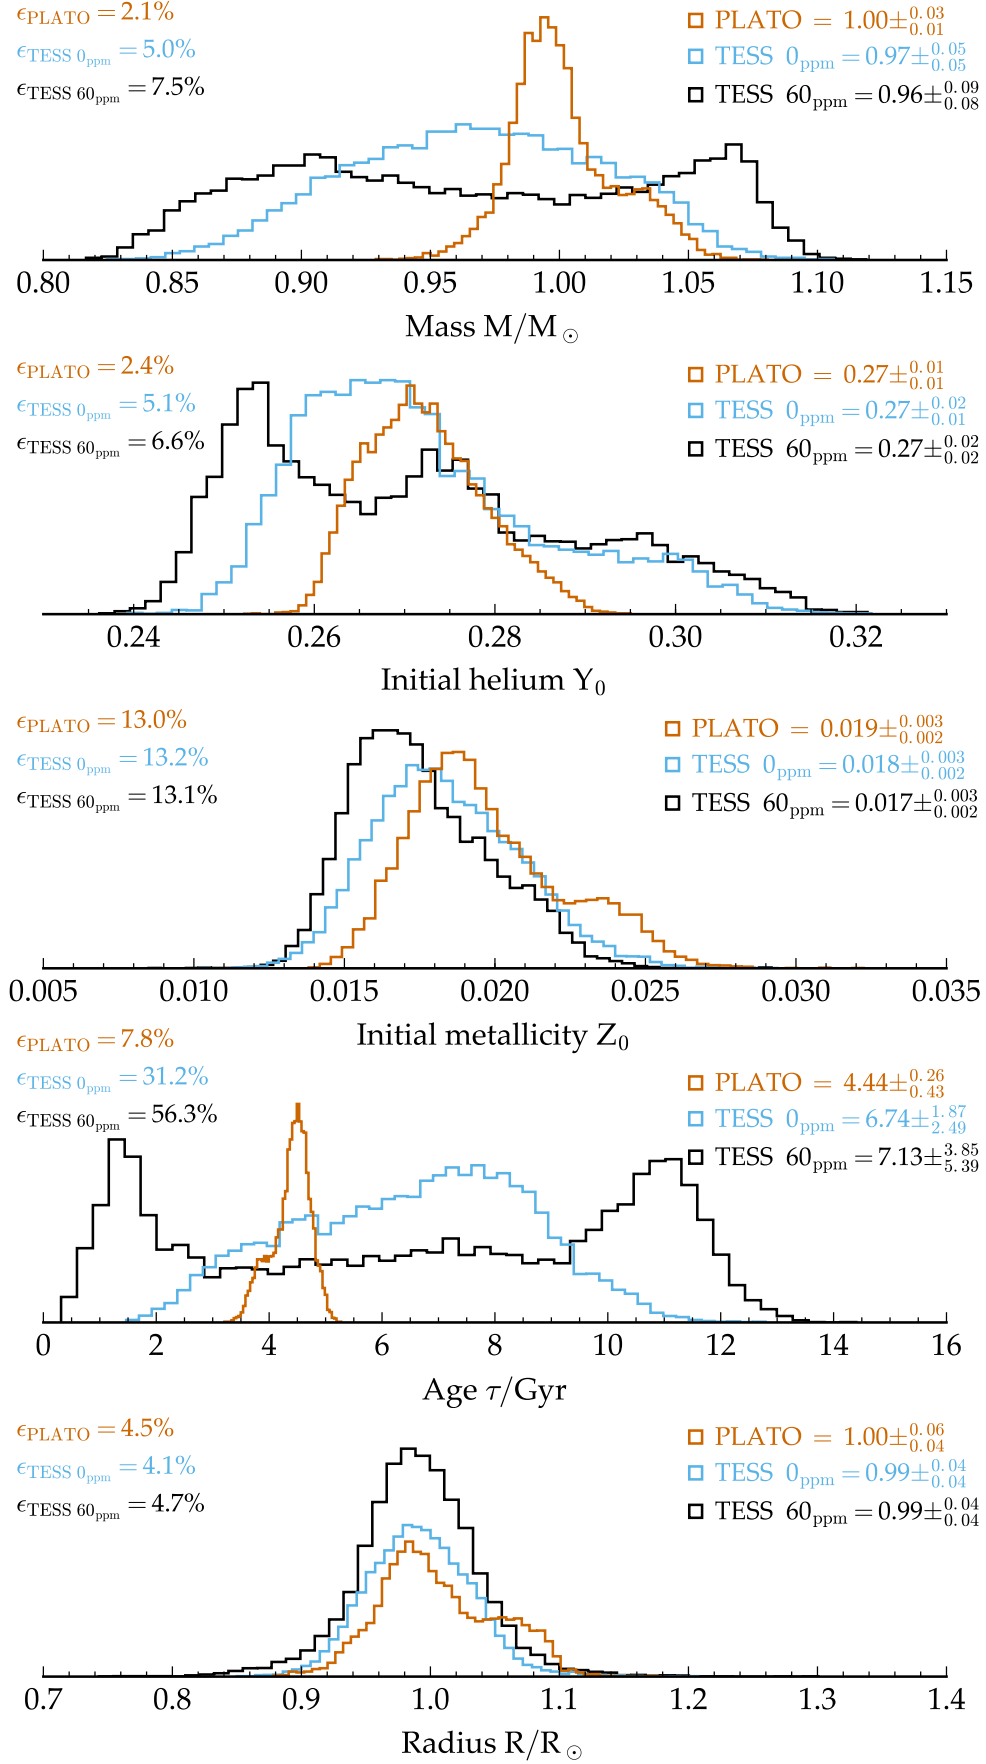 ϵPLATO = 2.1%
ϵTESS 0ppm = 5.0%
ϵTESS 60ppm = 7.5%
PLATO = 1.00±0.03 0.01
TESS 0ppm = 0.97±0.05 0.05
TESS 60ppm = 0.96±0.09 0.08
0.80 0.85 0.90 0.95 1.00 1.05 1.10 1.15
Mass M/M⊙
ϵPLATO = 2.4%
ϵTESS 0ppm = 5.1%
ϵTESS 60ppm = 6.6%
PLATO = 0.27±0.01 0.01
TESS 0ppm = 0.27±0.02 0.01
TESS 60ppm = 0.27±0.02 0.02
0.24 0.26 0.28 0.30 0.32
Initial helium Y0
ϵPLATO = 13.0%
ϵTESS 0ppm = 13.2%
ϵTESS 60ppm = 13.1%
PLATO = 0.019±0.003 0.002
TESS 0ppm = 0.018±0.003 0.002
TESS 60ppm = 0.017±0.003 0.002
0.005 0.010 0.015 0.020 0.025 0.030 0.035
Initial metallicity Z0
ϵPLATO = 7.8%
ϵTESS 0ppm = 31.2%
ϵTESS 60ppm = 56.3%
PLATO = 4.44±0.26 0.43
TESS 0ppm = 6.74±1.87 2.49
TESS 60ppm = 7.13±3.85 5.39
0 2 4 6 8 10 12 14 16
Age τ/Gyr
ϵPLATO = 4.5%
ϵTESS 0ppm = 4.1%
ϵTESS 60ppm = 4.7%
PLATO = 1.00±0.06 0.04
TESS 0ppm = 0.99±0.04 0.04
TESS 60ppm = 0.99±0.04 0.04
0.7 0.8 0.9 1.0 1.1 1.2 1.3 1.4
Radius R/R⊙